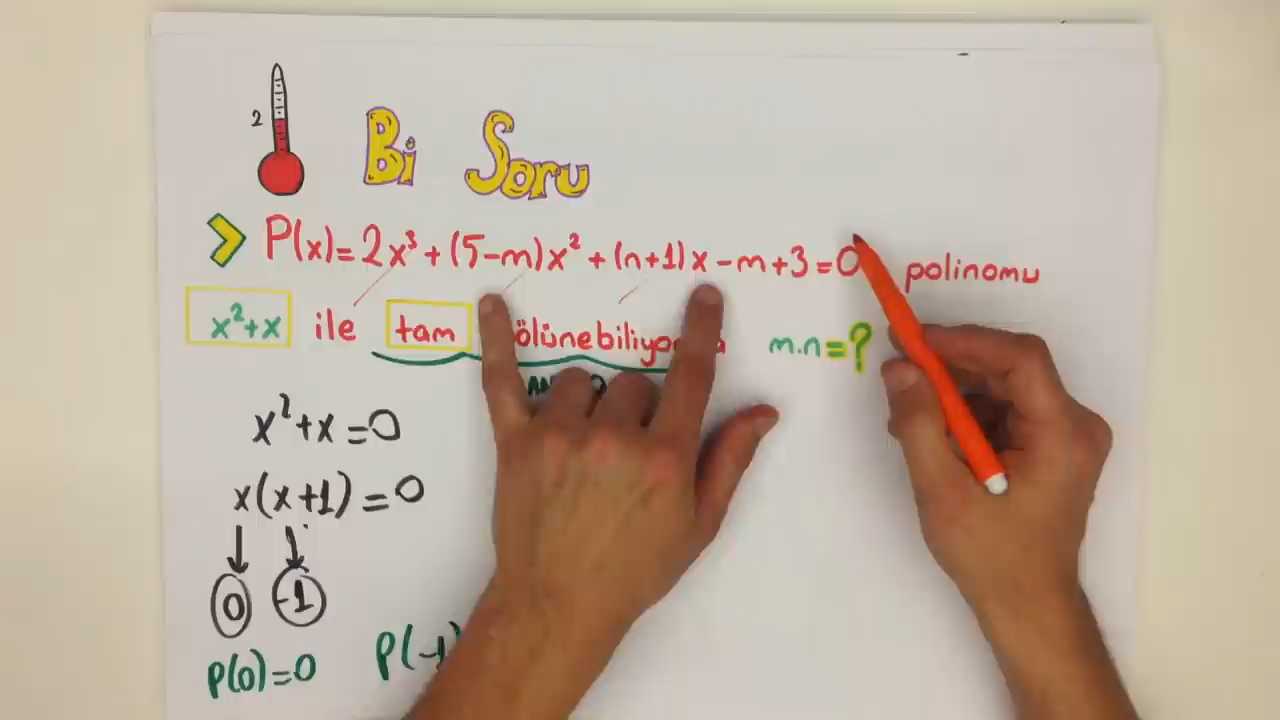 2
Bi Soru
P(x)=2x³+(5-m)x²+(n+1)x-m+3=0 polinomu
x²+x ile tam m.n=?
x²+x=0
x(x+1)=0
0 -1
P(0)=0 P(-1)